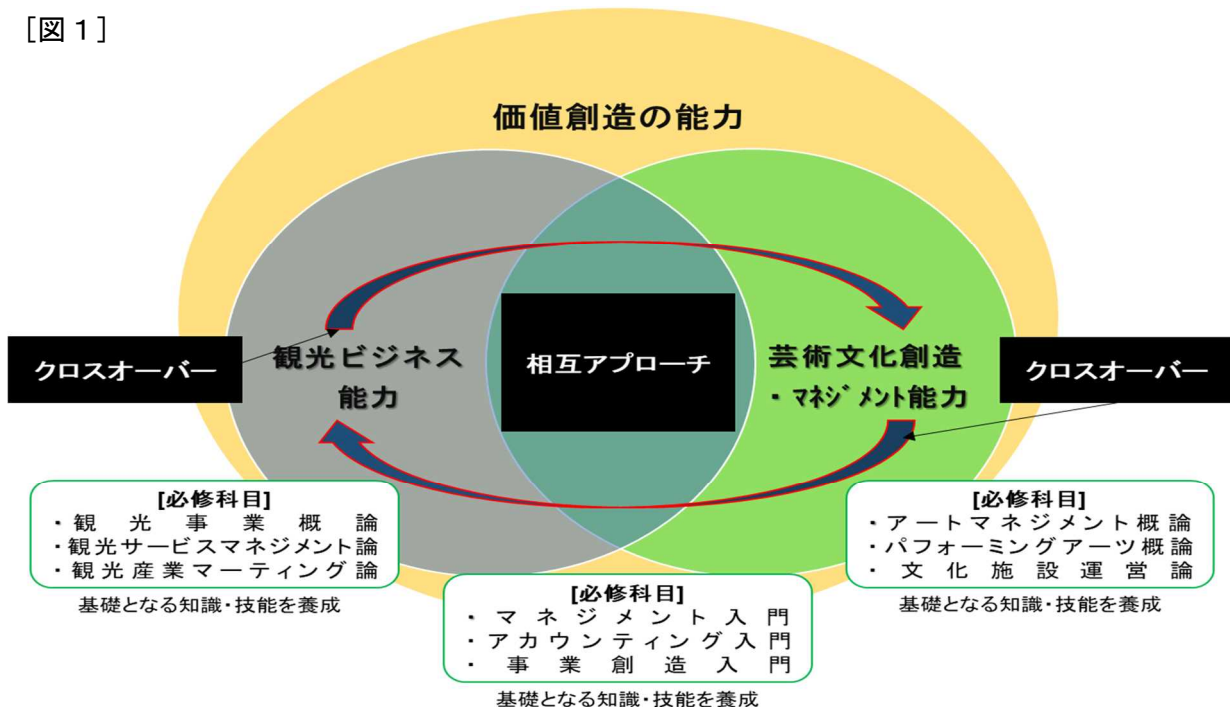 ［図１］
価値創造の能力
クロスオーバー
観光ビジネス
能力
相互アプローチ
芸術文化創造
・マネジメント能力
クロスオーバー
[必修科目]
・観光事業概論
・観光サービスマネジメント論
・観光産業マーティング論
基礎となる知識・技能を養成
[必修科目]
・マネジメント入門
・アカウンティング入門
・事業創造入門
基礎となる知識・技能を養成
[必修科目]
・アートマネジメント概論
・パフォーミングアーツ概論
・文化施設運営論
基礎となる知識・技能を養成